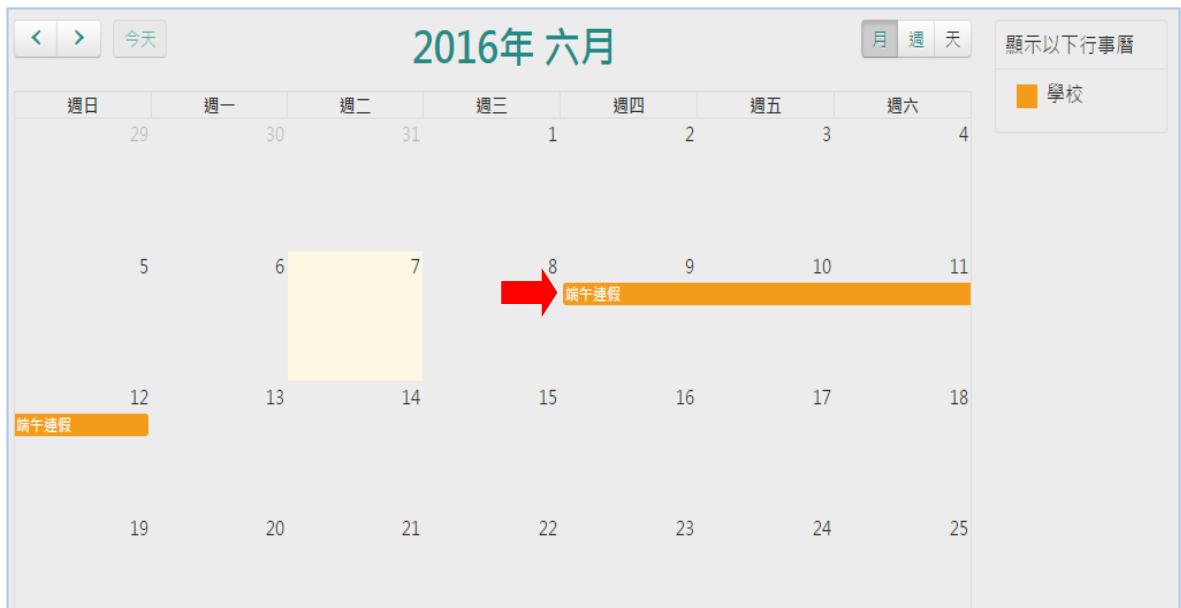 今天
2016年 六月
月 週 天
顯示以下行事曆
學校
週日 週一 週二 週三 週四 週五 週六
29 30 31 1 2 3 4
5 6 7 8 9 10 11
端午連假
12 13 14 15 16 17 18
端午連假
19 20 21 22 23 24 25